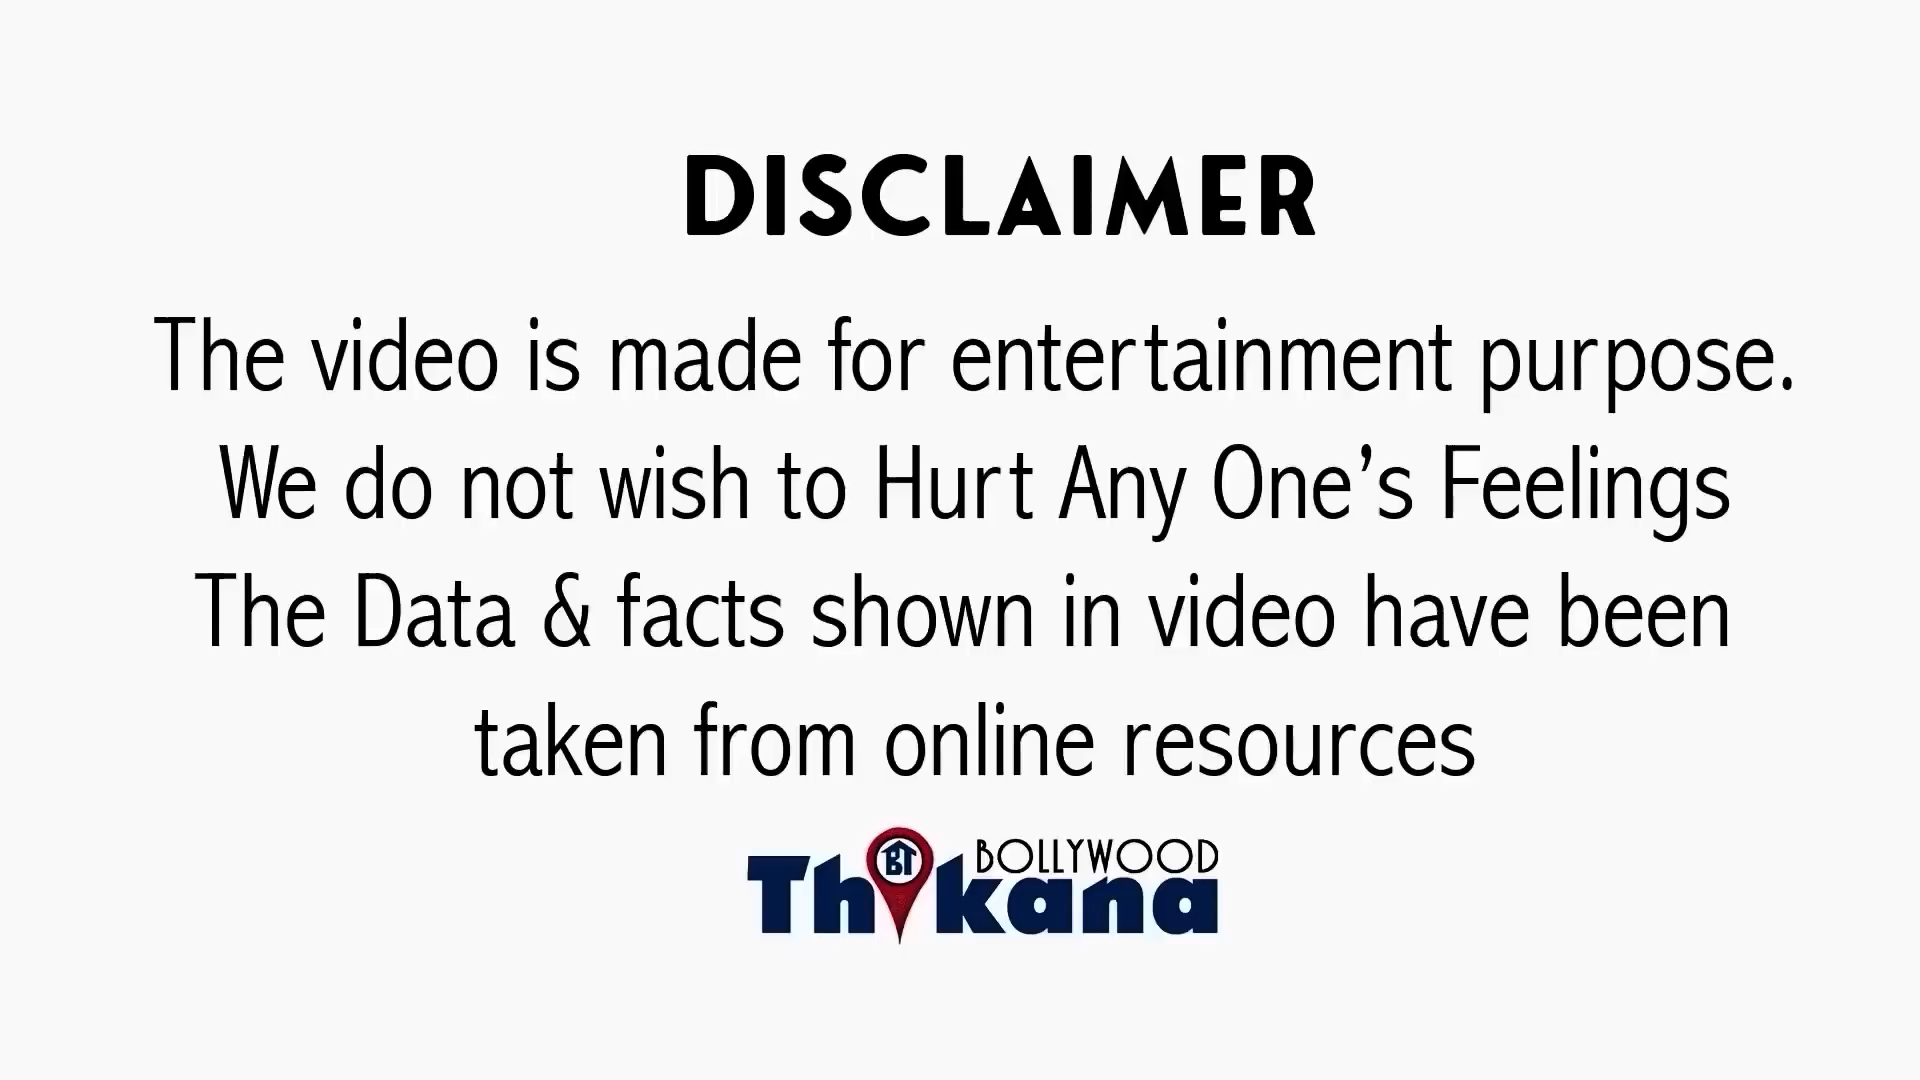 DISCLAIMER
The video is made for entertainment purpose.
We do not wish to Hurt Any One’s Feelings
The Data & facts shown in video have been
taken from online resources
BT
BOLLYWOOD
Thikana